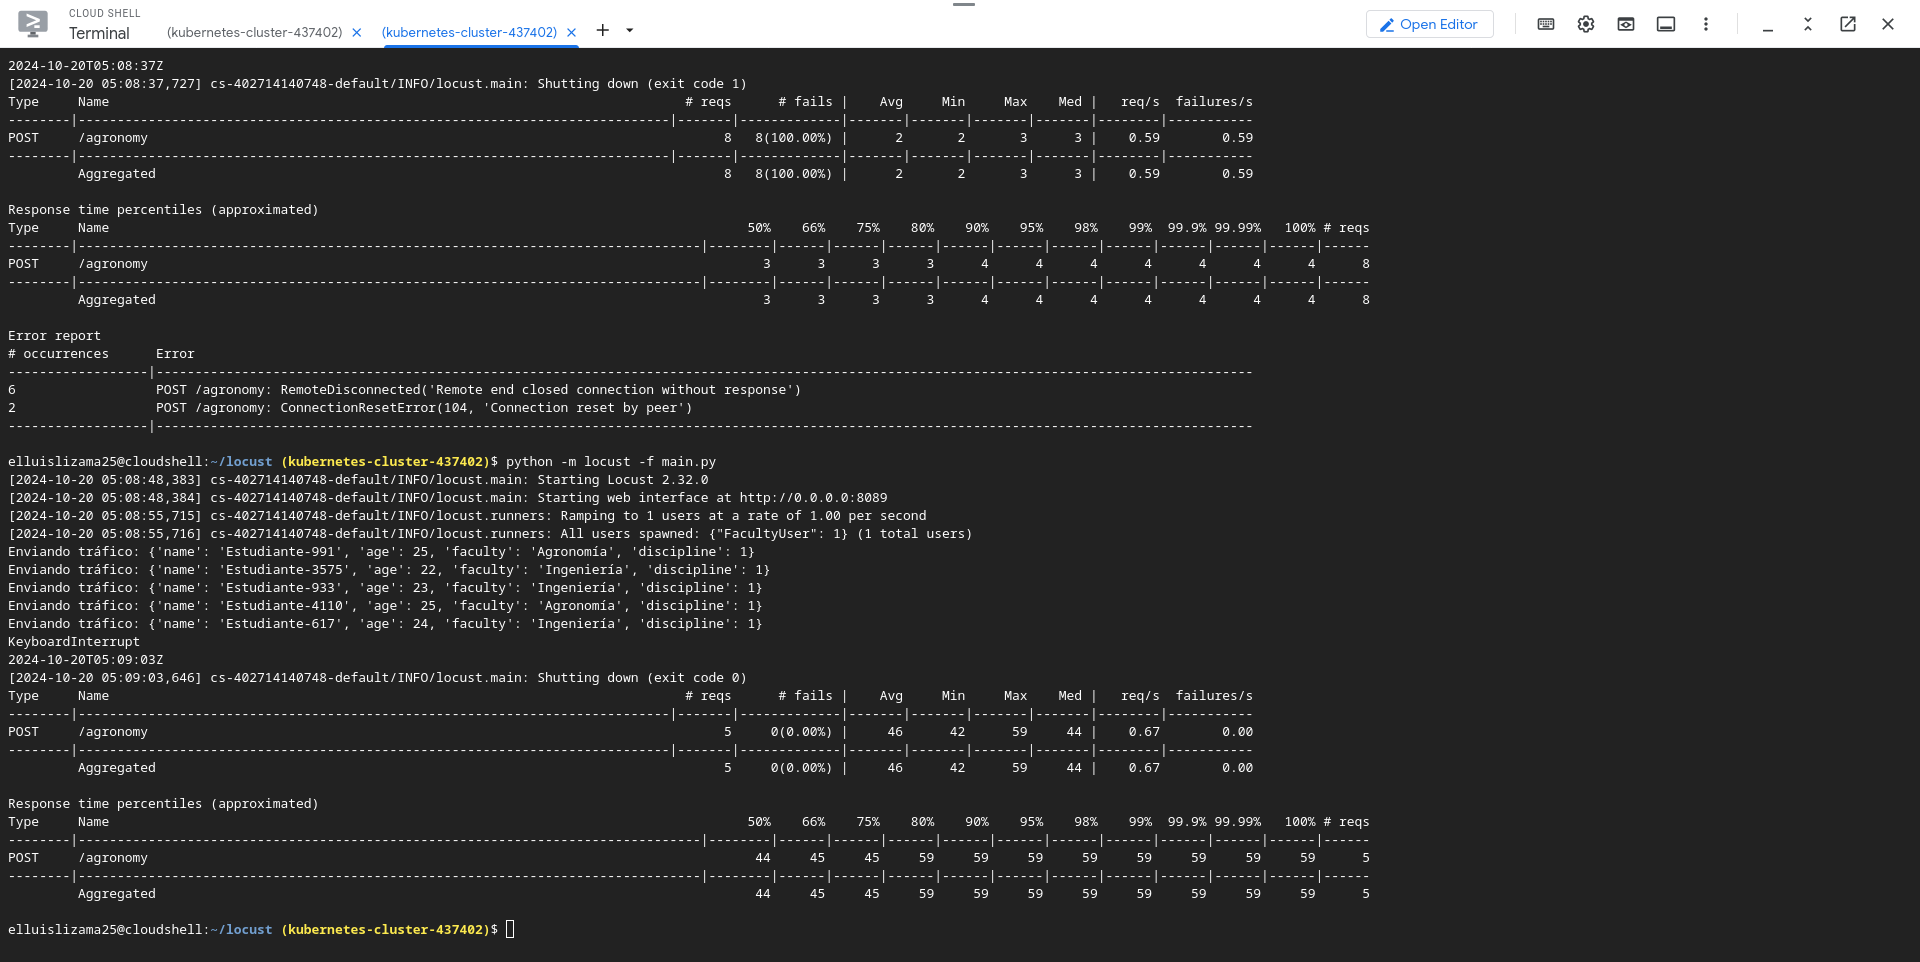 CLOUD SHELL
Terminal
(kubernetes-cluster-437402) (kubernetes-cluster-437402) Open Editor
2024-10-20T05:08:37Z
[2024-10-20 05:08:37,727] cs-402714140748-default/INFO/locust.main: Shutting down (exit code 1)
Type     Name                                                                          # reqs      # fails |    Avg     Min     Max    Med |   req/s  failures/s
--------|----------------------------------------------------------------------------|-------|-------------|-------|-------|-------|-------|--------|-----------
POST     /agronomy                                                                          8   8(100.00%) |      2       2       3      3 |    0.59        0.59
--------|----------------------------------------------------------------------------|-------|-------------|-------|-------|-------|-------|--------|-----------
         Aggregated                                                                         8   8(100.00%) |      2       2       3      3 |    0.59        0.59
Response time percentiles (approximated)
Type     Name                                                                                  50%    66%    75%    80%    90%    95%    98%    99%  99.9% 99.99%   100% # reqs
--------|--------------------------------------------------------------------------------|--------|------|------|------|------|------|------|------|------|------|------|------
POST     /agronomy                                                                               3      3      3      3      4      4      4      4      4      4      4      8
--------|--------------------------------------------------------------------------------|--------|------|------|------|------|------|------|------|------|------|------|------
         Aggregated                                                                              3      3      3      3      4      4      4      4      4      4      4      8
Error report
# occurrences      Error
------------------|---------------------------------------------------------------------------------------------------------------------------------------------
6                  POST /agronomy: RemoteDisconnected('Remote end closed connection without response')
2                  POST /agronomy: ConnectionResetError(104, 'Connection reset by peer')
------------------|---------------------------------------------------------------------------------------------------------------------------------------------
elluislizama25@cloudshell:~/locust (kubernetes-cluster-437402)$ python -m locust -f main.py
[2024-10-20 05:08:48,383] cs-402714140748-default/INFO/locust.main: Starting Locust 2.32.0
[2024-10-20 05:08:48,384] cs-402714140748-default/INFO/locust.main: Starting web interface at http://0.0.0.0:8089
[2024-10-20 05:08:55,715] cs-402714140748-default/INFO/locust.runners: Ramping to 1 users at a rate of 1.00 per second
[2024-10-20 05:08:55,716] cs-402714140748-default/INFO/locust.runners: All users spawned: {"FacultyUser": 1} (1 total users)
Enviando tráfico: {'name': 'Estudiante-991', 'age': 25, 'faculty': 'Agronomía', 'discipline': 1}
Enviando tráfico: {'name': 'Estudiante-3575', 'age': 22, 'faculty': 'Ingeniería', 'discipline': 1}
Enviando tráfico: {'name': 'Estudiante-933', 'age': 23, 'faculty': 'Ingeniería', 'discipline': 1}
Enviando tráfico: {'name': 'Estudiante-4110', 'age': 25, 'faculty': 'Agronomía', 'discipline': 1}
Enviando tráfico: {'name': 'Estudiante-617', 'age': 24, 'faculty': 'Ingeniería', 'discipline': 1}
KeyboardInterrupt
2024-10-20T05:09:03Z
[2024-10-20 05:09:03,646] cs-402714140748-default/INFO/locust.main: Shutting down (exit code 0)
Type     Name                                                                          # reqs      # fails |    Avg     Min     Max    Med |   req/s  failures/s
--------|----------------------------------------------------------------------------|-------|-------------|-------|-------|-------|-------|--------|-----------
POST     /agronomy                                                                          5     0(0.00%) |     46      42      59     44 |    0.67        0.00
--------|----------------------------------------------------------------------------|-------|-------------|-------|-------|-------|-------|--------|-----------
         Aggregated                                                                         5     0(0.00%) |     46      42      59     44 |    0.67        0.00
Response time percentiles (approximated)
Type     Name                                                                                  50%    66%    75%    80%    90%    95%    98%    99%  99.9% 99.99%   100% # reqs
--------|--------------------------------------------------------------------------------|--------|------|------|------|------|------|------|------|------|------|------|------
POST     /agronomy                                                                              44     45     45     59     59     59     59     59     59     59     59      5
--------|--------------------------------------------------------------------------------|--------|------|------|------|------|------|------|------|------|------|------|------
         Aggregated                                                                             44     45     45     59     59     59     59     59     59     59     59      5
elluislizama25@cloudshell:~/locust (kubernetes-cluster-437402)$